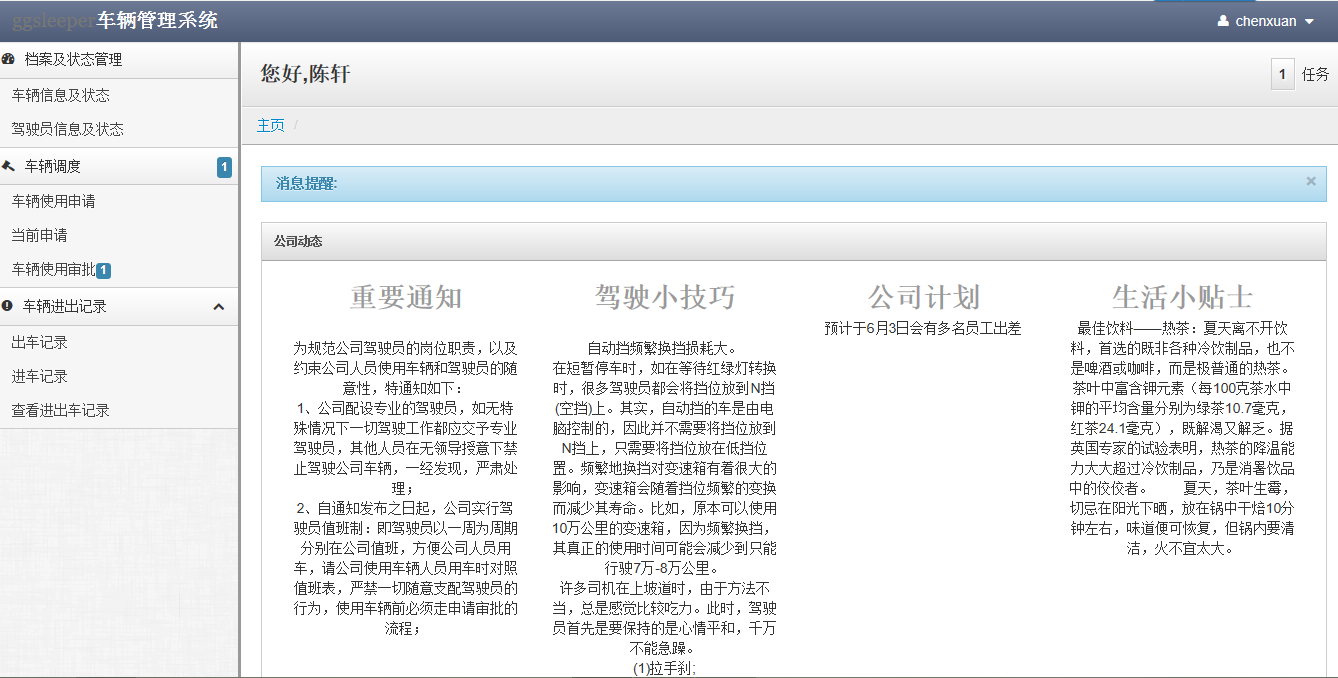 ggsleeper车辆管理系统
chenxuan
档案及状态管理
车辆信息及状态
驾驶员信息及状态
车辆调度
1
车辆使用申请
当前申请
车辆使用审批1
车辆进出记录
出车记录
进车记录
查看进出车记录
您好,陈轩
1 任务
主页 /
消息提醒:
×
公司动态
重要通知
为规范公司驾驶员的岗位职责，以及
约束公司人员使用车辆和驾驶员的随
意性，特通知如下：
1、公司配设专业的驾驶员，如无特
殊情况下一切驾驶工作都应交予专业
驾驶员，其他人员在无领导授意下禁
止驾驶公司车辆，一经发现，严肃处
理；
2、自通知发布之日起，公司实行驾
驶员值班制：即驾驶员以一周为周期
分别在公司值班，方便公司人员用
车，请公司使用车辆人员用车时对照
值班表，严禁一切随意支配驾驶员的
行为，使用车辆前必须走申请审批的
流程；
驾驶小技巧
自动挡频繁换挡损耗大。
在短暂停车时，如在等待红绿灯转换
时，很多驾驶员都会将挡位放到N挡
(空挡)上。其实，自动挡的车是由电
脑控制的，因此并不需要将挡位放到
N挡上，只需要将挡位放在低挡位
置。频繁地换挡对变速箱有着很大的
影响，变速箱会随着挡位频繁的变换
而减少其寿命。比如，原本可以使用
10万公里的变速箱，因为频繁换挡，
其真正的使用时间可能会减少到只能
行驶7万-8万公里。
许多司机在上坡道时，由于方法不
当，总是感觉比较吃力。此时，驾驶
员首先是要保持的是心情平和，千万
不能急躁。
(1)拉手刹;
公司计划
预计于6月3日会有多名员工出差
生活小贴士
最佳饮料——热茶：夏天离不开饮
料，首选的既非各种冷饮制品，也不
是啤酒或咖啡，而是极普通的热茶。
茶叶中富含钾元素（每100克茶水中
钾的平均含量分别为绿茶10.7毫克，
红茶24.1毫克），既解渴又解乏。据
英国专家的试验表明，热茶的降温能
力大大超过冷饮制品，乃是消暑饮品
中的佼佼者。 夏天，茶叶生霉，
切忌在阳光下晒，放在锅中干焙10分
钟左右，味道便可恢复，但锅内要清
洁，火不宜太大。